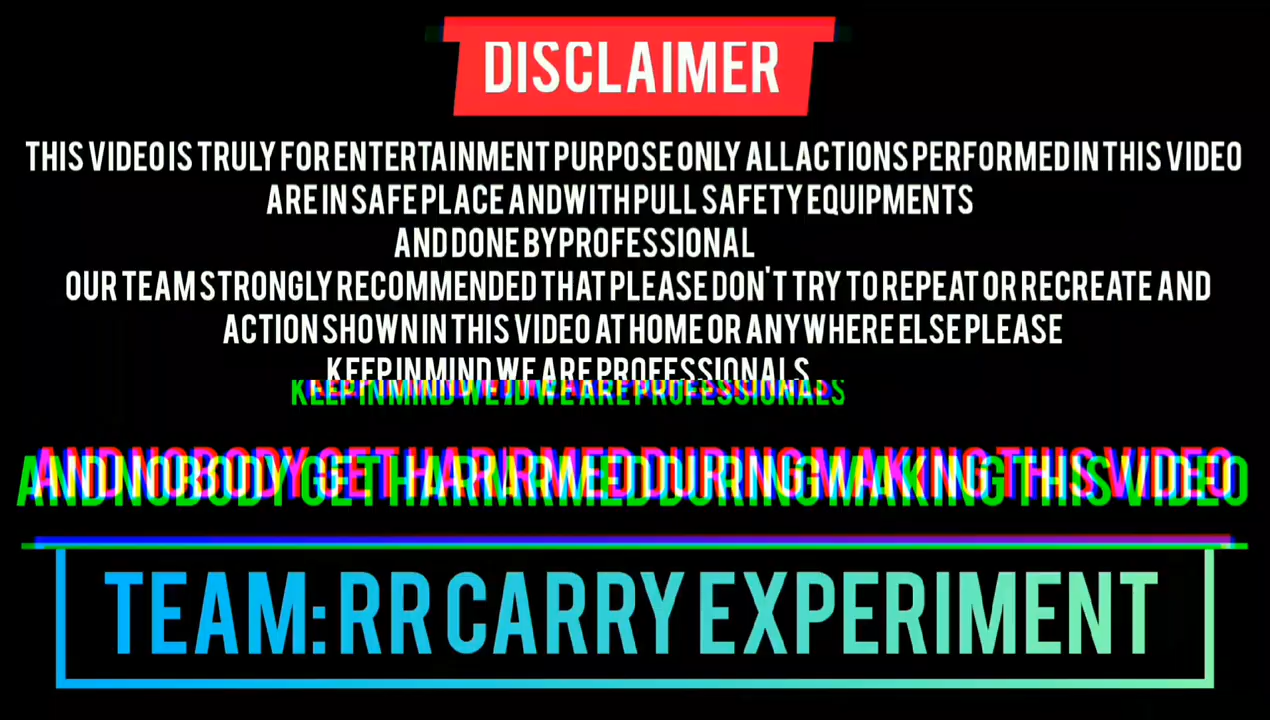 DISCLAIMER
THIS VIDEO IS TRULY FOR ENTERTAINMENT PURPOSE ONLY ALL ACTIONS PERFORMED IN THIS VIDEO
ARE IN SAFE PLACE AND WITH PULL SAFETY EQUIPMENTS
AND DONE BY PROFESSIONAL
OUR TEAM STRONGLY RECOMMENDED THAT PLEASE DON'T TRY TO REPEAT OR RECREATE AND
ACTION SHOWN IN THIS VIDEO AT HOME OR ANYWHERE ELSE PLEASE
KEEP IN MIND WE ARE PROFESSIONALS
AND NOBODY GET HARMED DURING MAKING THIS VIDEO
TEAM: RR CARRY EXPERIMENT